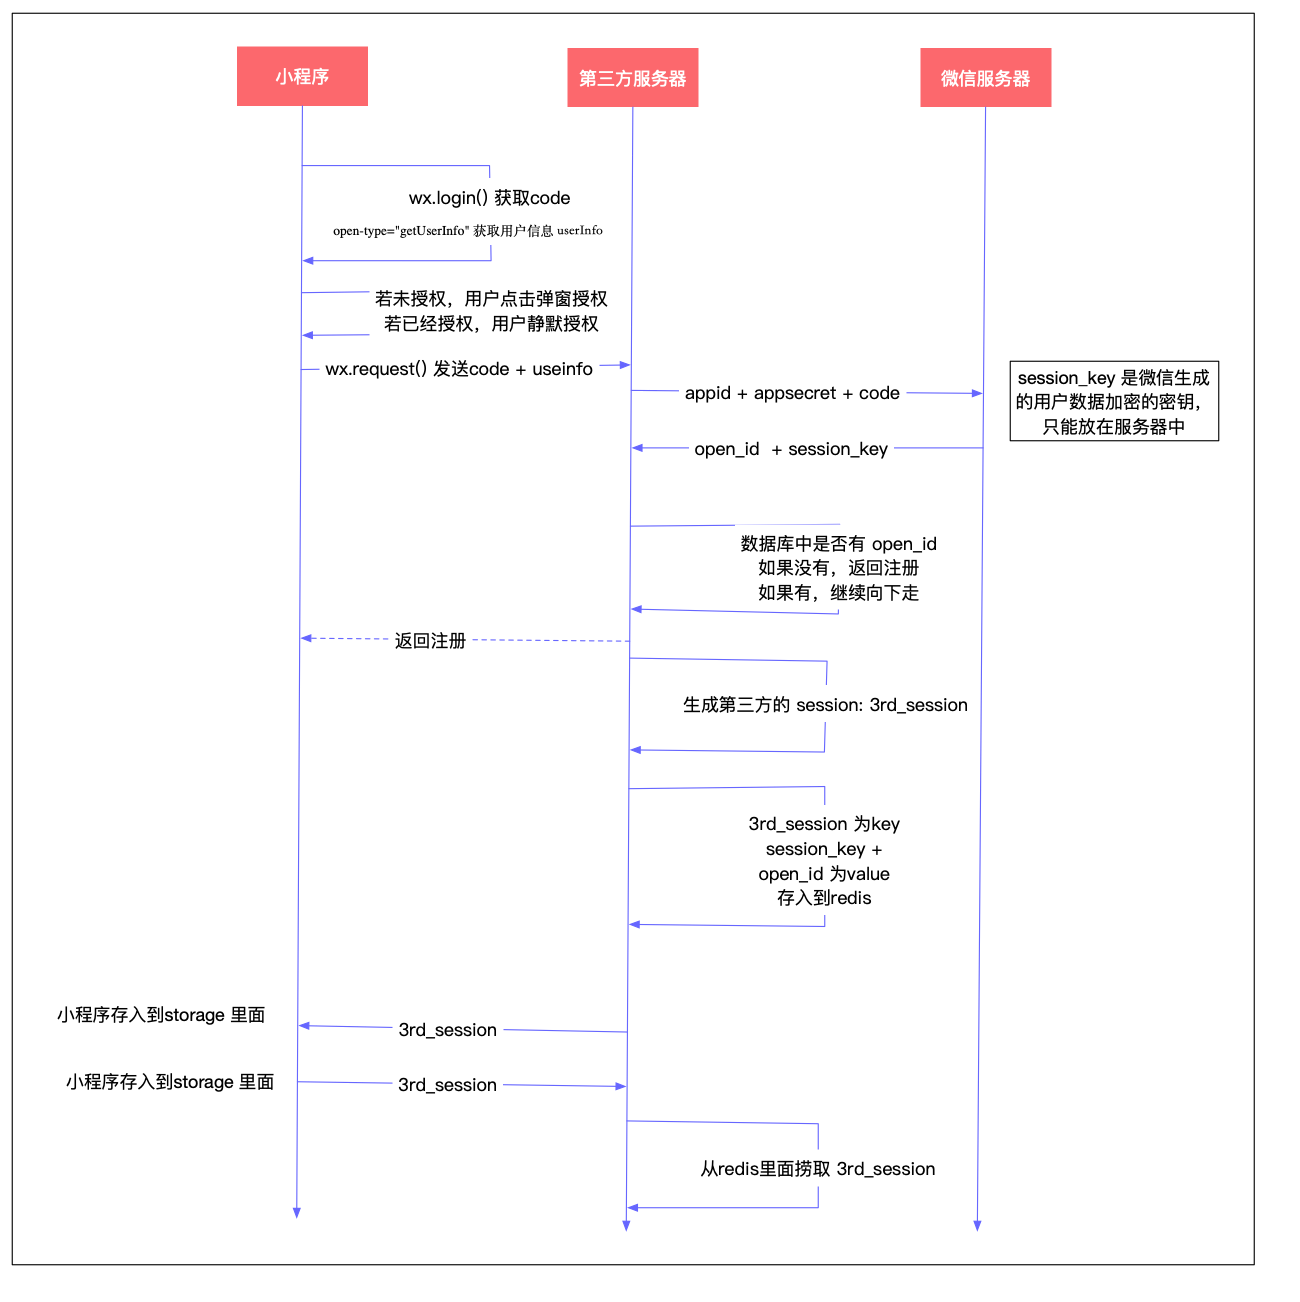 小程序
第三方服务器
微信服务器
wx.login() 获取code
open-type="getUserInfo" 获取用户信息 userInfo
若未授权，用户点击弹窗授权
若已经授权，用户静默授权
wx.request() 发送code + useinfo
appid + appsecret + code
session_key 是微信生成
的用户数据加密的密钥，
只能放在服务器中
open_id  + session_key
数据库中是否有 open_id
如果没有，返回注册
如果有，继续向下走
返回注册
生成第三方的 session: 3rd_session
3rd_session 为key
session_key +
open_id 为value
存入到redis
小程序存入到storage 里面
3rd_session
小程序存入到storage 里面
3rd_session
从redis里面捞取 3rd_session